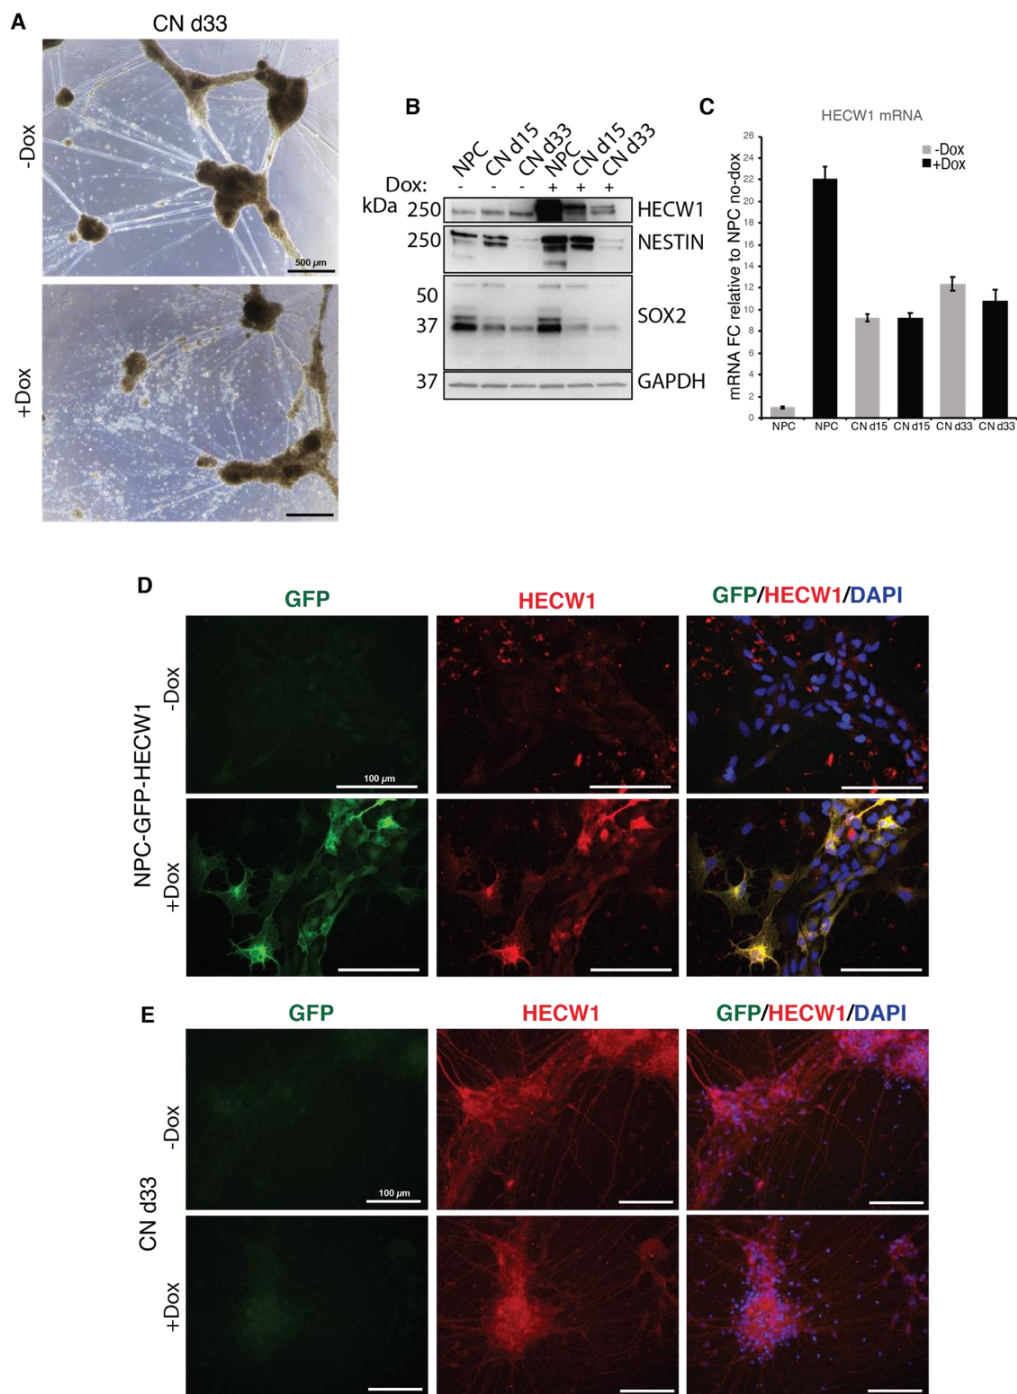 A
CN d33
-Dox
500 µm
+Dox
B
NPC
CN d15
CN d33
NPC
CN d15
CN d33
Dox: - - - + + +
kDa
250
HECW1
250
NESTIN
50
37
SOX2
37
GAPDH
C
HECW1 mRNA
-Dox
+Dox
mRNA FC relative to NPC no-dox
26
24
22
20
18
16
14
12
10
8
6
4
2
0
NPC NPC CN d15 CN d15 CN d33 CN d33
D
GFP HECW1 GFP/HECW1/DAPI
NPC-GFP-HECW1
-Dox
100 µm
+Dox
E
GFP HECW1 GFP/HECW1/DAPI
CN d33
-Dox
100 µm
+Dox